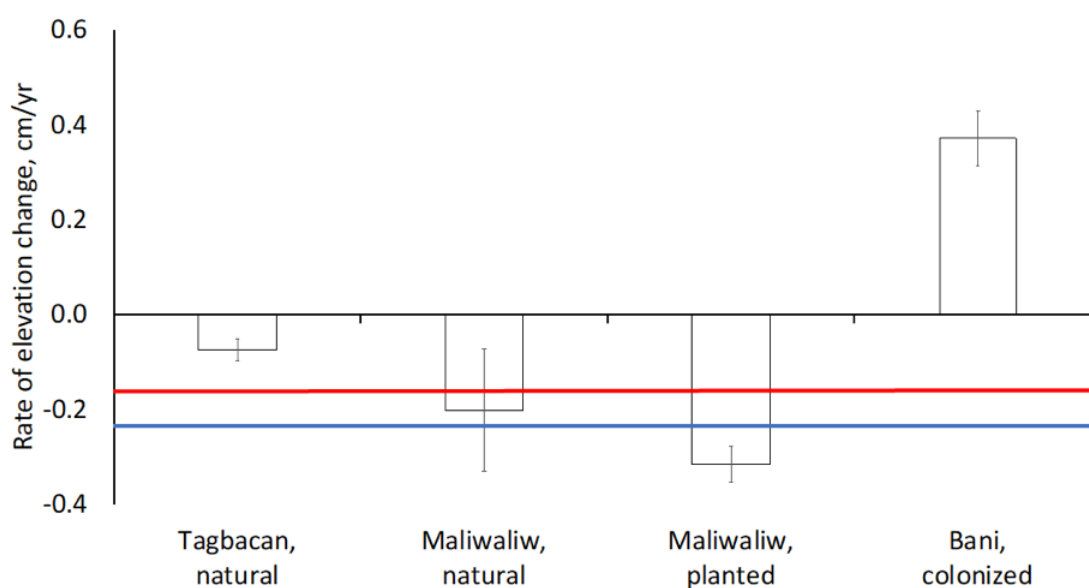 Rate of elevation change, cm/yr
0.6
0.4
0.2
0.0
-0.2
-0.4
Tagbacan,
natural
Maliwaliw,
natural
Maliwaliw,
planted
Bani,
colonized